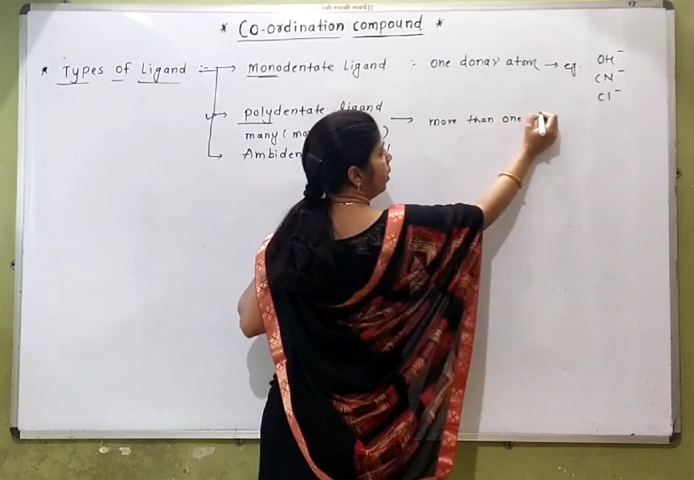 * Co-ordination compound *
* Types of Ligand :- → monodentate Ligand :- one donar atom → eg. OH⁻
CN⁻
Cl⁻
polydentate ligand → more than one
many (
Ambiden